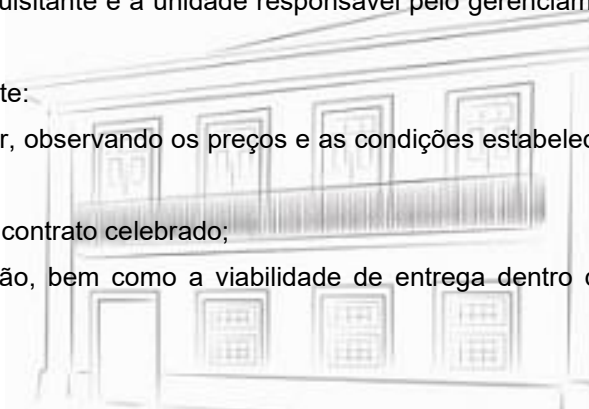 uisitante é a unidade responsável pelo gerenciam
te:
r, observando os preços e as condições estabelec
contrato celebrado;
ão, bem como a viabilidade de entrega dentro